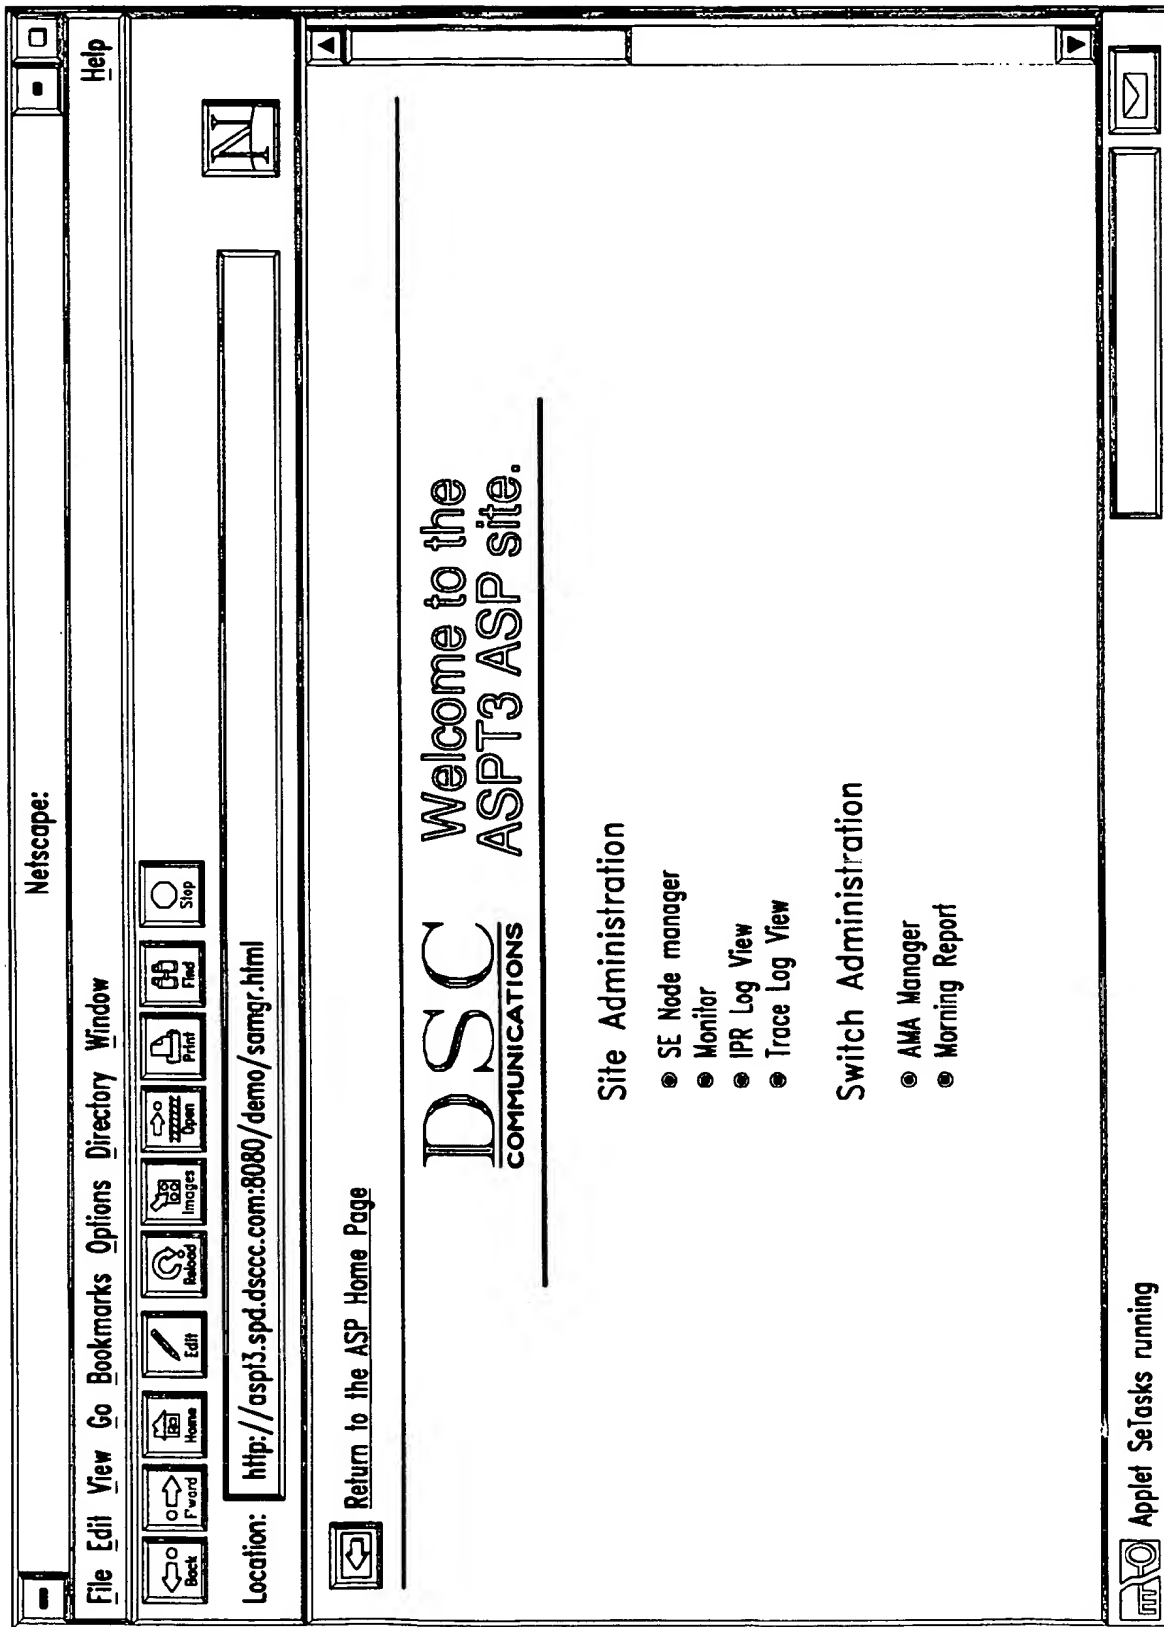 Netscape:
File Edit View Go Bookmarks Options Directory Window Help
Back F'ward Home Edit Reload Images Open Print Find Stop
Location: http://aspt3.spd.dsccc.com:8080/demo/samgr.html
N
Return to the ASP Home Page
DSC
COMMUNICATIONS
Welcome to the
ASPT3 ASP site.
Site Administration
SE Node manager
Monitor
IPR Log View
Trace Log View
Switch Administration
AMA Manager
Morning Report
Applet SeTasks running